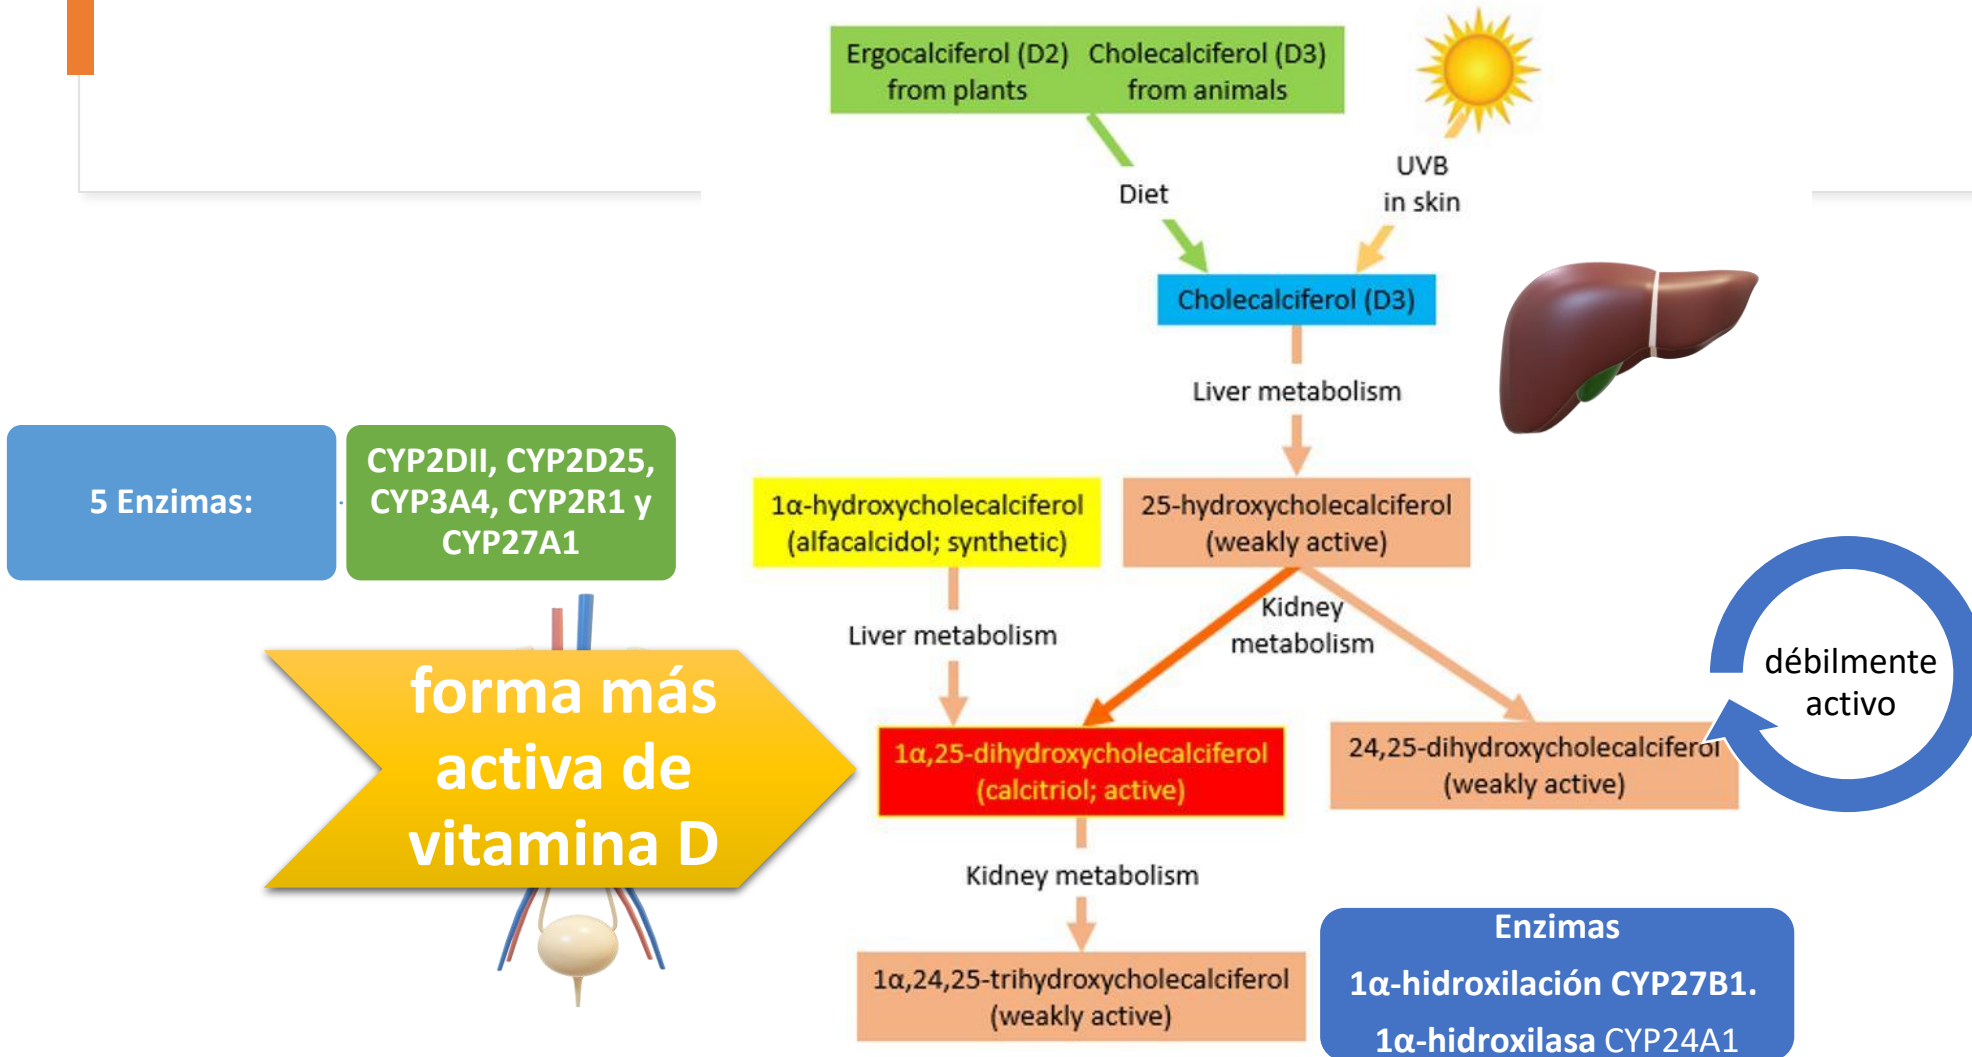 Ergocalciferol (D2)
from plants
Cholecalciferol (D3)
from animals
UVB
in skin
Diet
Cholecalciferol (D3)
Liver metabolism
5 Enzimas:
CYP2DII, CYP2D25,
CYP3A4, CYP2R1 y
CYP27A1
1α-hydroxycholecalciferol
(alfacalcidol; synthetic)
25-hydroxycholecalciferol
(weakly active)
Liver metabolism
Kidney
metabolism
débilmente
activo
forma más
activa de
vitamina D
1α,25-dihydroxycholecalciferol
(calcitriol; active)
24,25-dihydroxycholecalciferol
(weakly active)
Kidney metabolism
1α,24,25-trihydroxycholecalciferol
(weakly active)
Enzimas
1α-hidroxilación CYP27B1.
1α-hidroxilasa CYP24A1